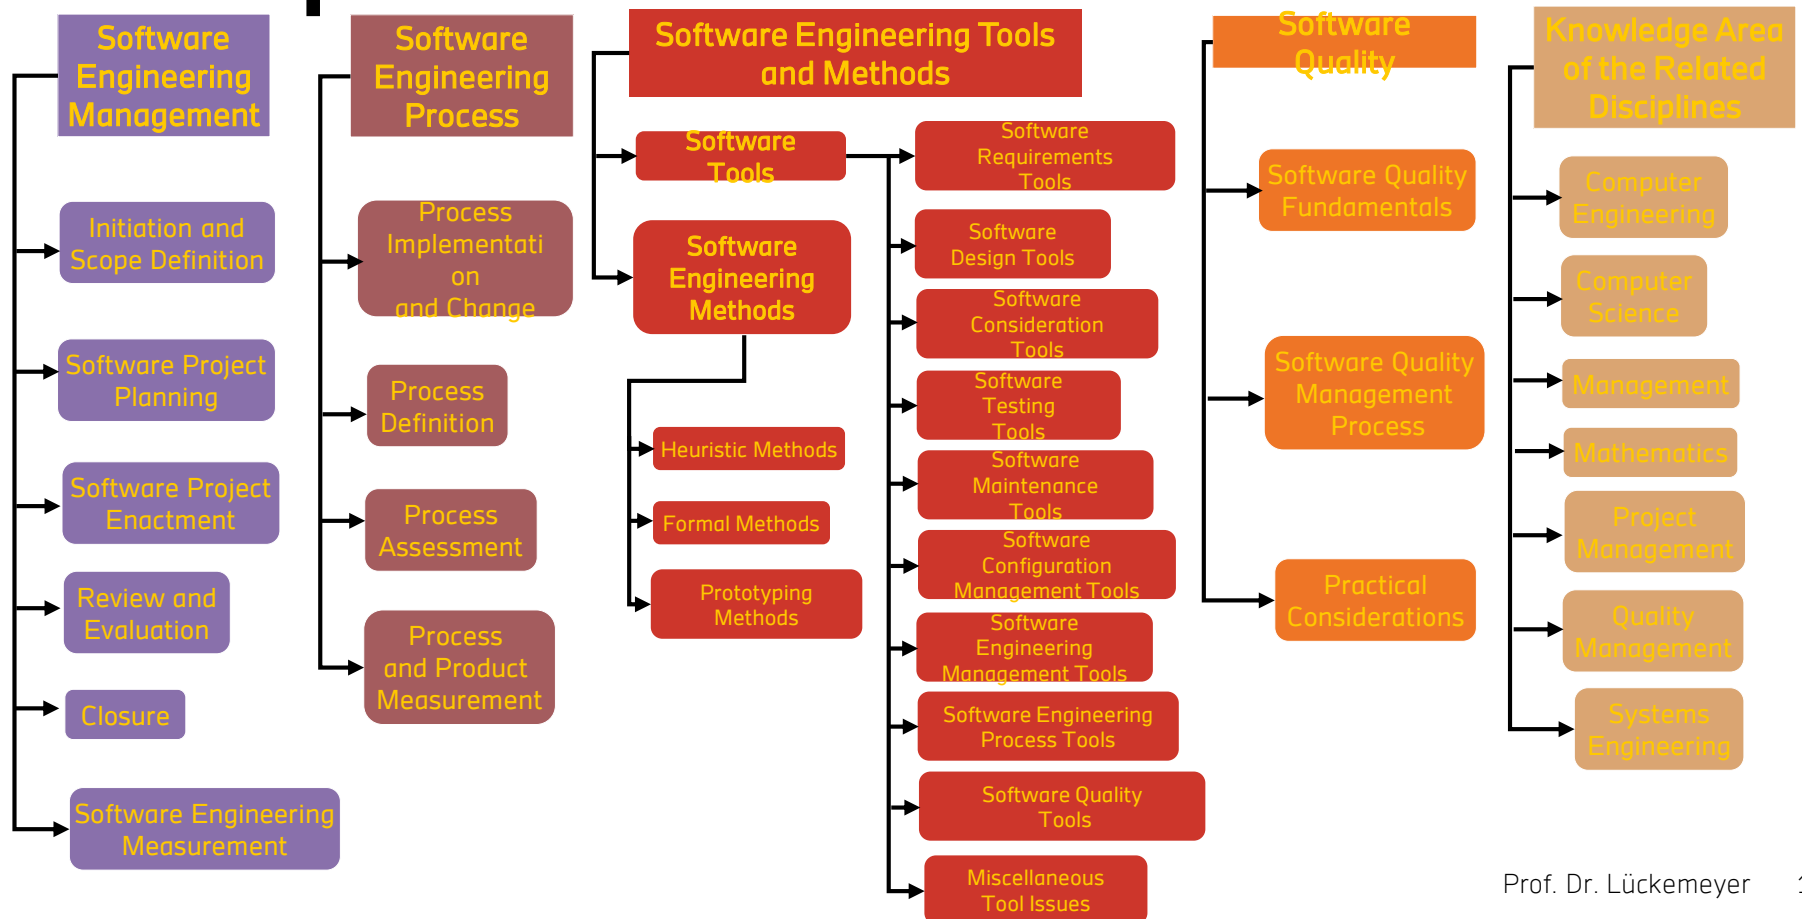 Software
Engineering
Management
Initiation and
Scope Definition
Software Project
Planning
Software Project
Enactment
Review and
Evaluation
Closure
Software Engineering
Measurement
Software
Engineering
Process
Process
Implementati
on
and Change
Process
Definition
Process
Assessment
Process
and Product
Measurement
Software Engineering Tools
and Methods
Software
Tools
Software
Engineering
Methods
Heuristic Methods
Formal Methods
Prototyping
Methods
Software
Requirements
Tools
Software
Design Tools
Software
Consideration
Tools
Software
Testing
Tools
Software
Maintenance
Tools
Software
Configuration
Management Tools
Software
Engineering
Management Tools
Software Engineering
Process Tools
Software Quality
Tools
Miscellaneous
Tool Issues
Software
Quality
Software Quality
Fundamentals
Software Quality
Management
Process
Practical
Considerations
Knowledge Area
of the Related
Disciplines
Computer
Engineering
Computer
Science
Management
Mathematics
Project
Management
Quality
Management
Systems
Engineering
Prof. Dr. Lückemeyer